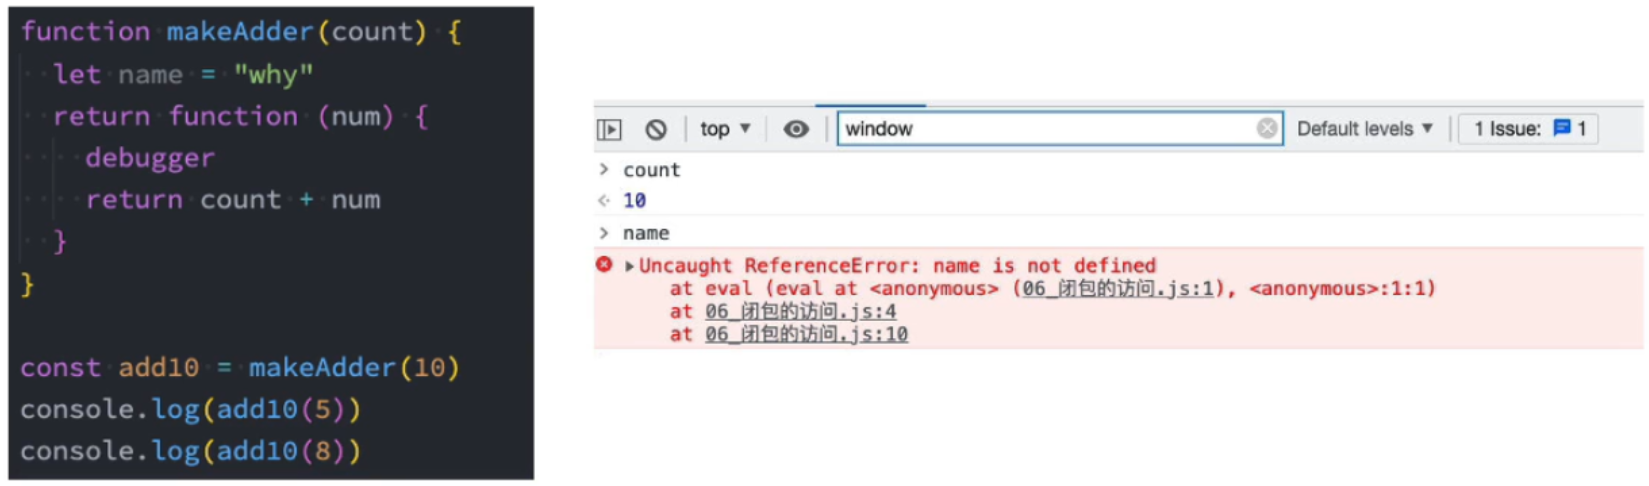 function makeAdder(count) {
let name = "why"
return function (num) {
debugger
return count + num
}
}
const add10 = makeAdder(10)
console.log(add10(5))
console.log(add10(8))
top ▼ window Default levels ▼ 1 Issue: 1
> count
10
> name
Uncaught ReferenceError: name is not defined
at eval (eval at <anonymous> (06_闭包的访问.js:1), <anonymous>:1:1)
at 06_闭包的访问.js:4
at 06_闭包的访问.js:10